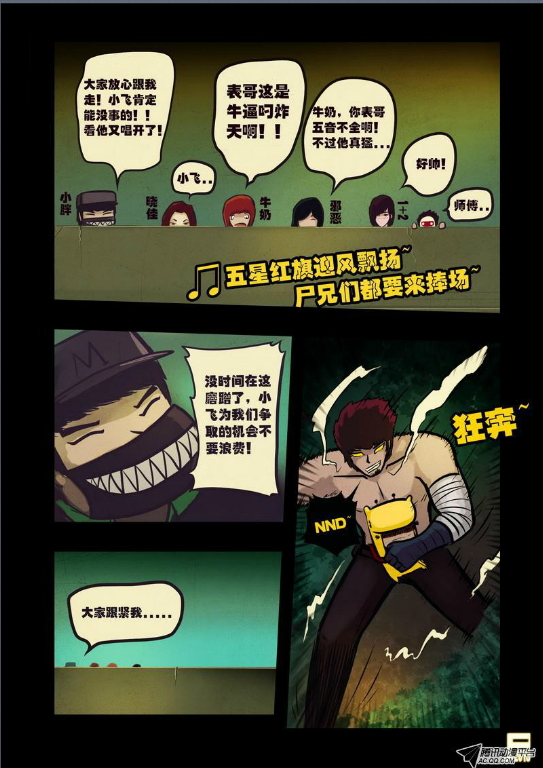 大家放心跟我
走！小飞肯定
能没事的！！
看他又唱开了！
表哥这是
牛逼叼炸
天啊！！
牛奶，你表哥
五音不全啊！
不过他真猛...
小飞..
好帅！
师傅..
小胖
晓佳
牛奶
邪恶
1+2
五星红旗迎风飘扬~
尸兄们都要来捧场~
M
没时间在这
磨蹭了，小
飞为我们争
取的机会不
要浪费！
狂奔~
NND~
大家跟紧我.....
腾讯动漫平台
AC.QQ.COM